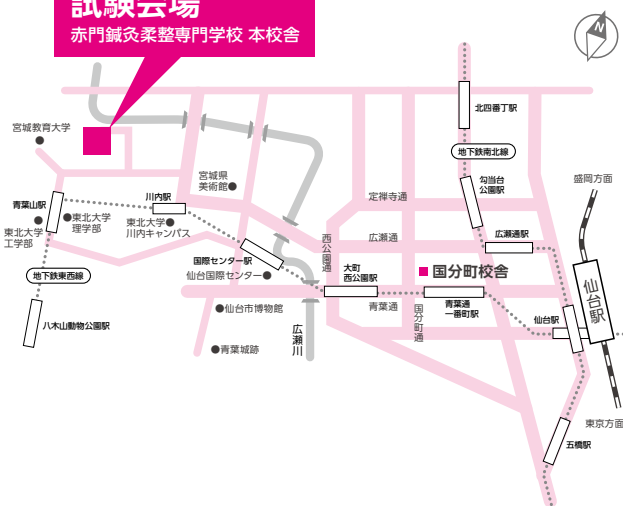 試験会場
赤門鍼灸柔整専門学校 本校舎
N
北四番丁駅
宮城教育大学
地下鉄南北線
宮城県
美術館
勾当台
公園駅
盛岡方面
川内駅
定禅寺通
青葉山駅
東北大学
理学部
東北大学
川内キャンパス
東北大学
工学部
広瀬通
広瀬通駅
西公園通
国際センター駅
仙台国際センター
大町
西公園駅
国分町校舎
地下鉄東西線
仙台駅
青葉通
国分町通
青葉通
一番町駅
仙台駅
仙台市博物館
広瀬川
八木山動物公園駅
青葉城跡
東京方面
五橋駅